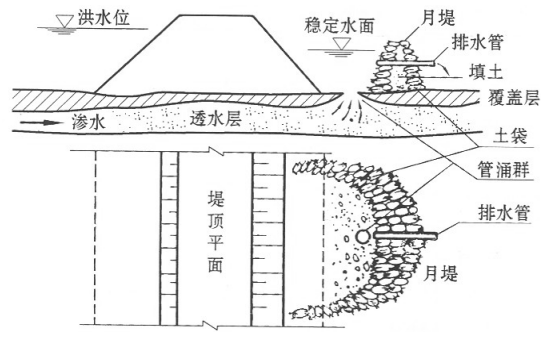 洪水位
稳定水面
月堤
排水管
填土
覆盖层
渗水
透水层
土袋
管涌群
排水管
堤顶平面
月堤